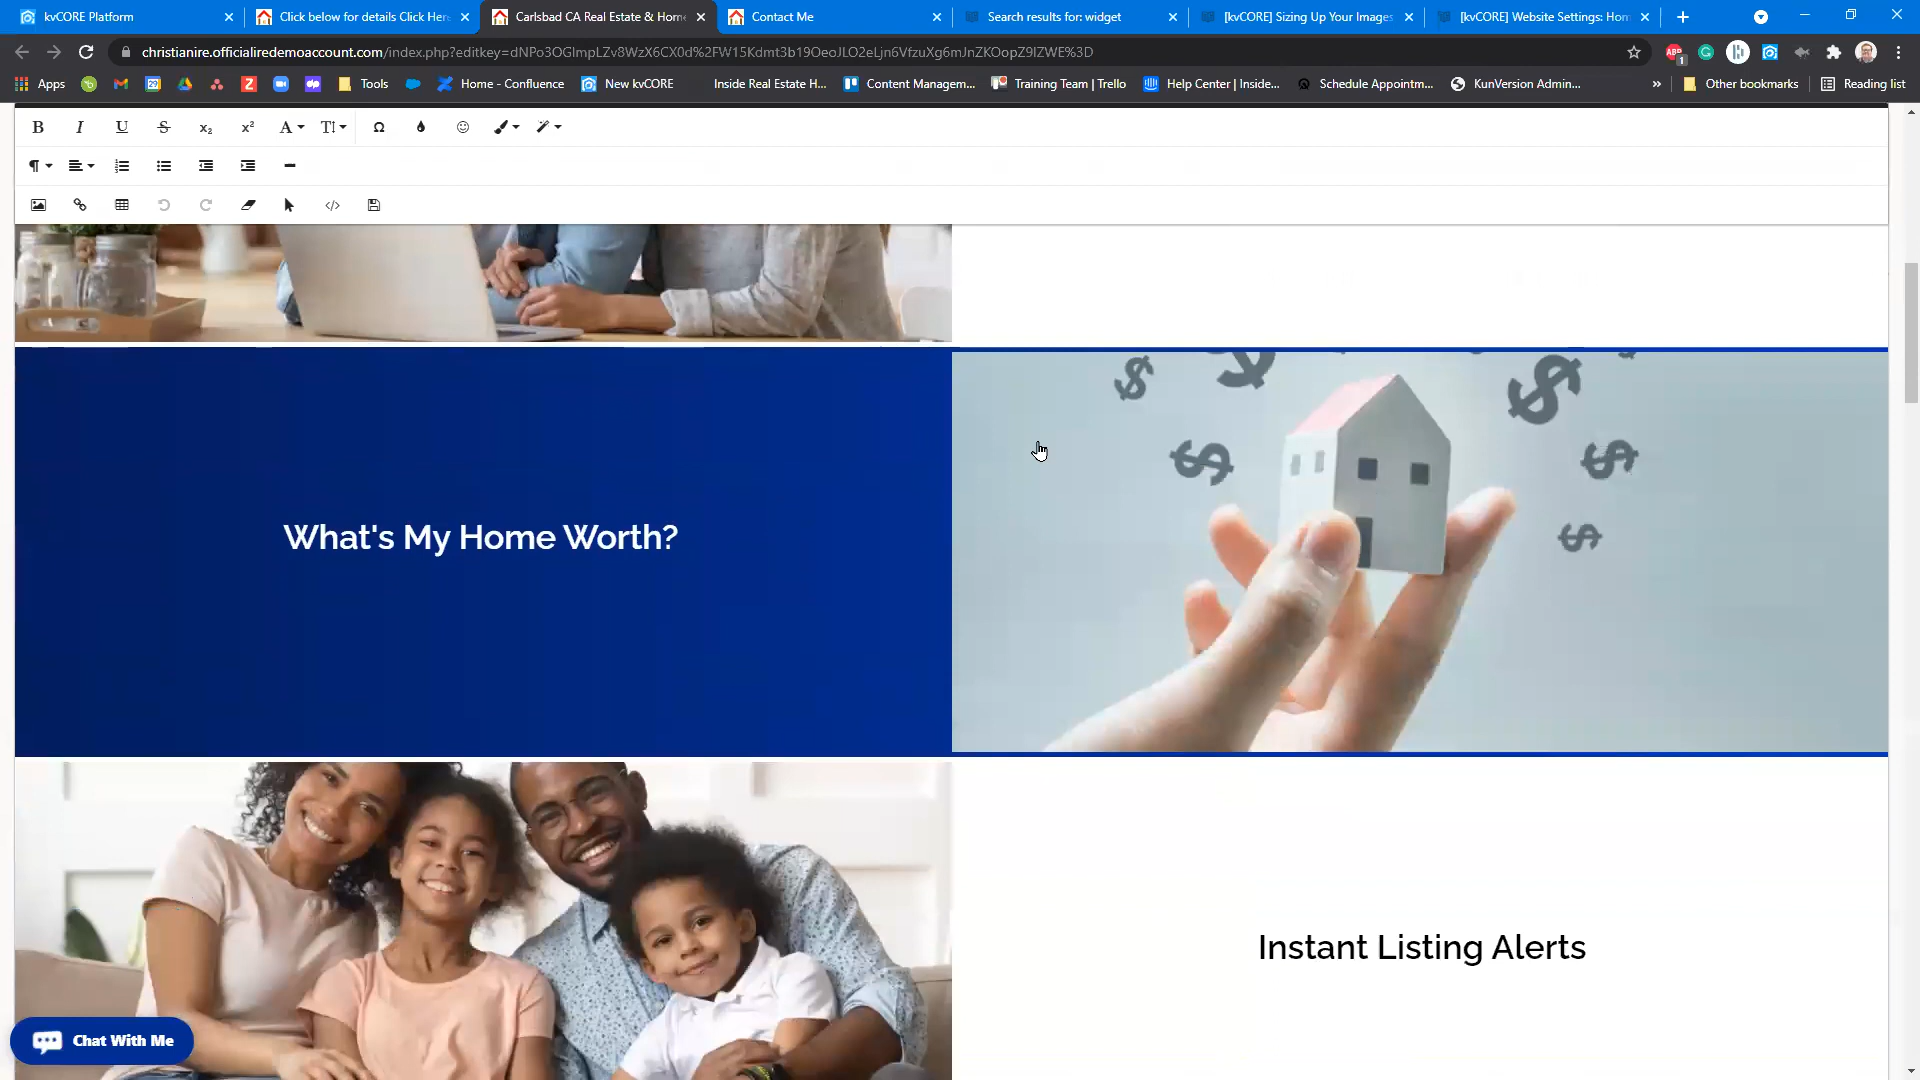 kvCORE Platform
Click below for details Click Her
Carlsbad CA Real Estate & Hom
Contact Me
Search results for: widget
[kvCORE] Sizing Up Your Images
[kvCORE] Website Settings: Hom
christianire.officialiredemoaccount.com/index.php?editkey=dNPo3OGlmpLZv8WzX6CX0d%2FW15Kdmt3b19OeoJLO2eLjn6VfzuXg6mJnZKOopZ9lZWE%3D
Apps
Tools
Home - Confluence
New kvCORE
Inside Real Estate H...
Content Managem...
Training Team | Trello
Help Center | Inside...
Schedule Appointm...
KunVersion Admin...
»
Other bookmarks
Reading list
What's My Home Worth?
Instant Listing Alerts
Chat With Me